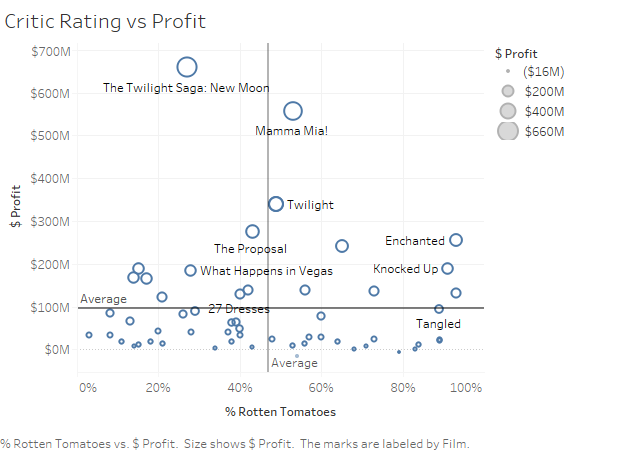 Critic Rating vs Profit
$700M
$ Profit
($16M)
$200M
$400M
$660M
The Twilight Saga: New Moon
$600M
Mamma Mia!
$500M
$400M
Twilight
$300M
The Proposal
Enchanted
$200M
What Happens in Vegas
Knocked Up
Average
$100M
27 Dresses
Tangled
$0M
Average
$ Profit
0%
20%
40%
60%
80%
100%
% Rotten Tomatoes
% Rotten Tomatoes vs. $ Profit. Size shows $ Profit. The marks are labeled by Film.